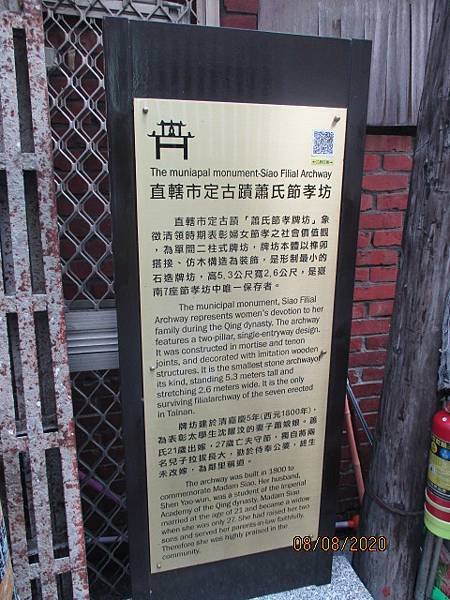 The muniapal monument-Siao Filial Archway
直轄市定古蹟蕭氏節孝坊
直轄市定古蹟「蕭氏節孝牌坊」象
徵清領時期表彰婦女節孝之社會價值觀
，為單間二柱式牌坊，牌坊本體以榫卯
搭接、仿木構造為裝飾，是形制最小的
石造牌坊，高5.3公尺寬2.6公尺，是臺
南7座節孝坊中唯一保存者。
The municipal monument, Siao Filial
Archway represents women's devotion to her
family during the Qing dynasty. The archway
features a two-pillar, single-entryway design.
It was constructed in mortise and tenon
joints, and decorated with imitation wooden
structures. It is the smallest stone archwayof
its kind, standing 5.3 meters tall and
stretching 2.6 meters wide. It is the only
surviving filialarchway of the seven erected
in Tainan.
牌坊建於清嘉慶5年(西元1800年)，
為表彰太學生沈耀汶的妻子蕭娘娘。蕭
氏21歲出嫁，27歲亡夫守節，獨自將兩
名兒子拉拔長大，勤於侍奉公婆，終生
未改嫁，為鄰里稱道。
The archway was built in 1800 to
commemorate Madam Siao. Her husband,
Shen Yao-wun, was a student of the Imperial
Academy of the Qing dynasty. Madam Siao
married at the age of 21 and became a widow
when she was only 27. She had raised her two
sons and served her parents-in-law faithfully.
Therefore she was highly praised in the
community.
08/08/2020